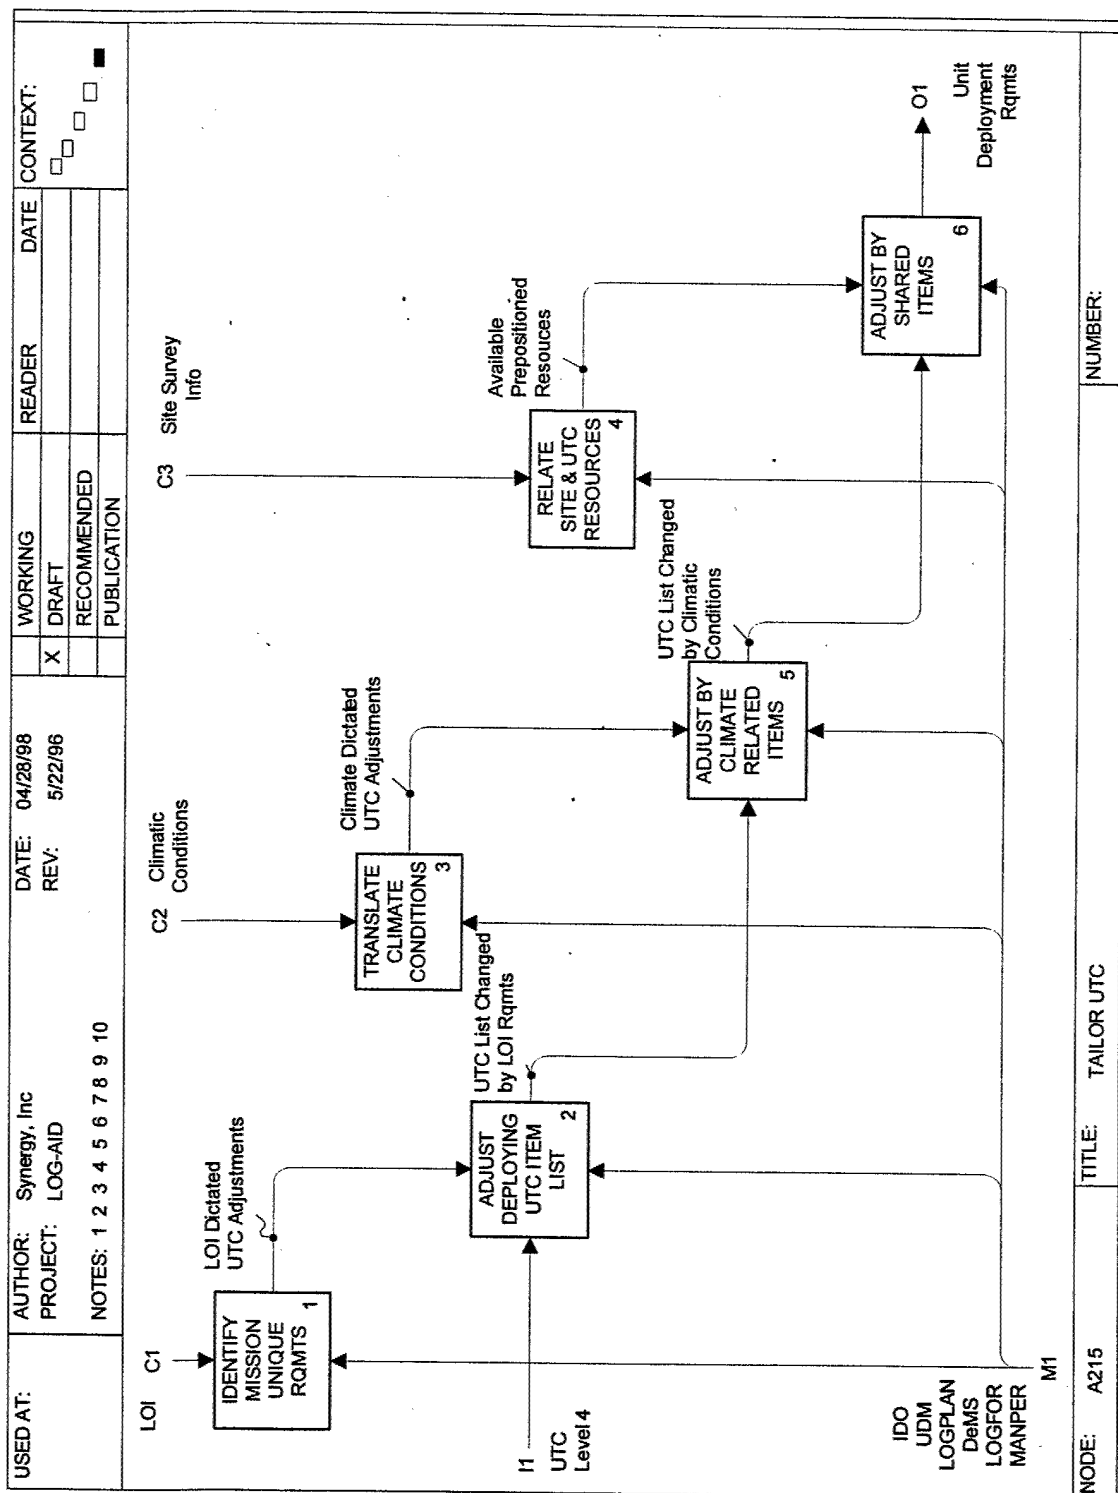 USED AT:
AUTHOR: Synergy, Inc
PROJECT: LOG-AID
NOTES: 1 2 3 4 5 6 7 8 9 10
DATE: 04/28/98
REV: 5/22/96
WORKING
X DRAFT
RECOMMENDED
PUBLICATION
READER DATE
CONTEXT:
LOI
C1
C2
Climatic
Conditions
C3
Site Survey
Info
IDENTIFY
MISSION
UNIQUE
RQMTS
1
LOI Dictated
UTC Adjustments
TRANSLATE
CLIMATE
CONDITIONS
3
Climate Dictated
UTC Adjustments
I1
UTC
Level 4
ADJUST
DEPLOYING
UTC ITEM
LIST
2
UTC List Changed
by LOI Rqmts
RELATE
SITE & UTC
RESOURCES
4
Available
Prepositioned
Resouces
ADJUST BY
CLIMATE
RELATED
ITEMS
5
UTC List Changed
by Climatic
Conditions
ADJUST BY
SHARED
ITEMS
6
O1
Unit
Deployment
Rqmts
IDO
UDM
LOGPLAN
DeMS
LOGFOR
MANPER
M1
NODE: A215
TITLE: TAILOR UTC
NUMBER: